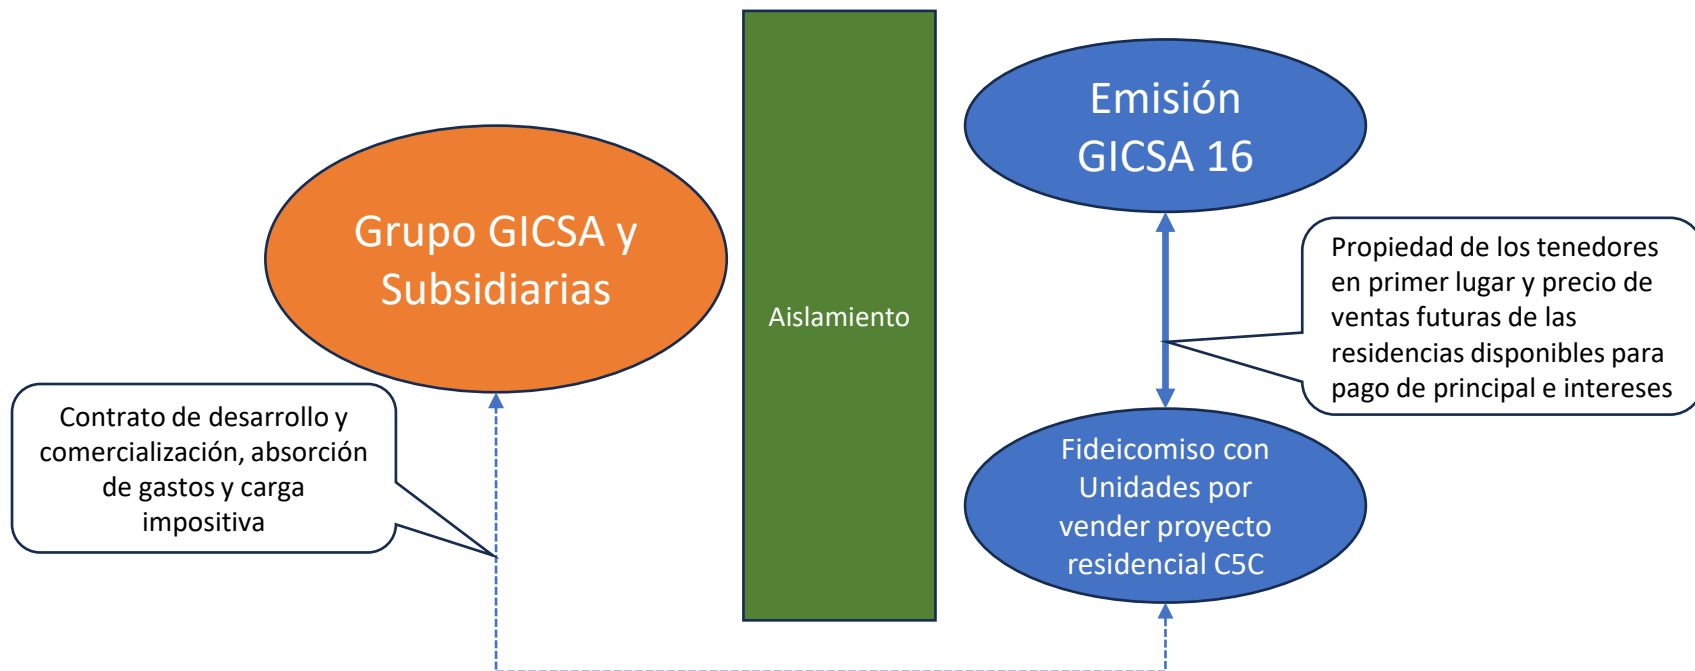 Emisión
GICSA 16
Grupo GICSA y
Subsidiarias
Aislamiento
Propiedad de los tenedores
en primer lugar y precio de
ventas futuras de las
residencias disponibles para
pago de principal e intereses
Contrato de desarrollo y
comercialización, absorción
de gastos y carga
impositiva
Fideicomiso con
Unidades por
vender proyecto
residencial C5C